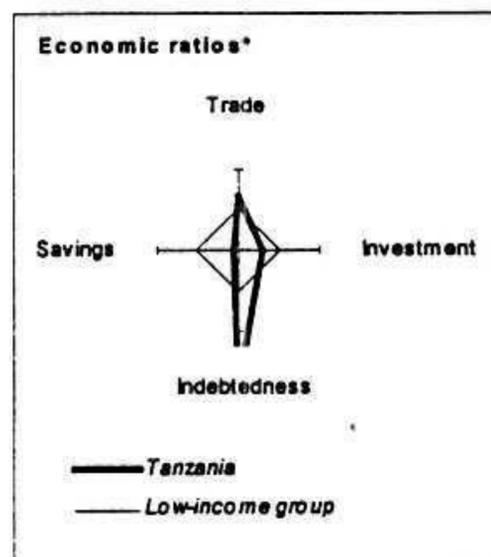 Economic ratios*
Trade
Savings
Investment
Indebtedness
Tanzania
Low-income group